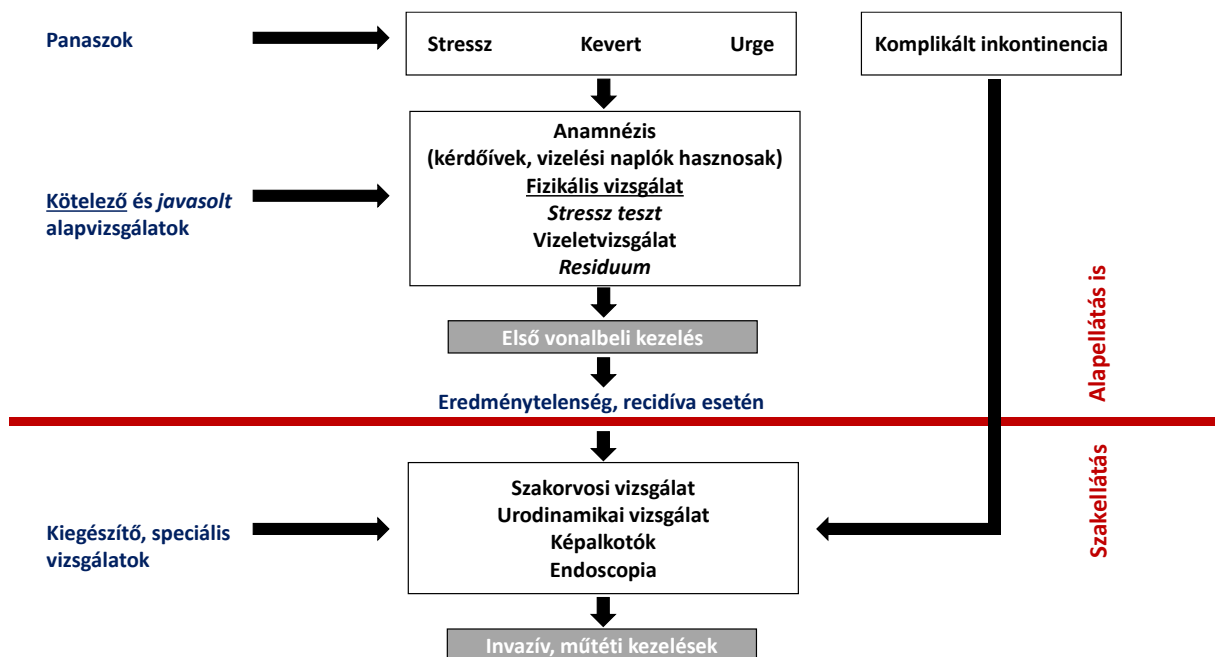 Panaszok
Stressz Kevert Urge
Komplikált inkontinencia
Anamnézis
(kérdőívek, vizelési naplók hasznosak)
Fizikális vizsgálat
Stressz teszt
Vizeletvizsgálat
Residuum
Kötelező és javasolt
alapvizsgálatok
Első vonalbeli kezelés
Eredménytelenség, recidíva esetén
Alapellátás is
Szakellátás
Szakorvosi vizsgálat
Urodinamikai vizsgálat
Képalkotók
Endoscopia
Kiegészítő, speciális
vizsgálatok
Invazív, műtéti kezelések